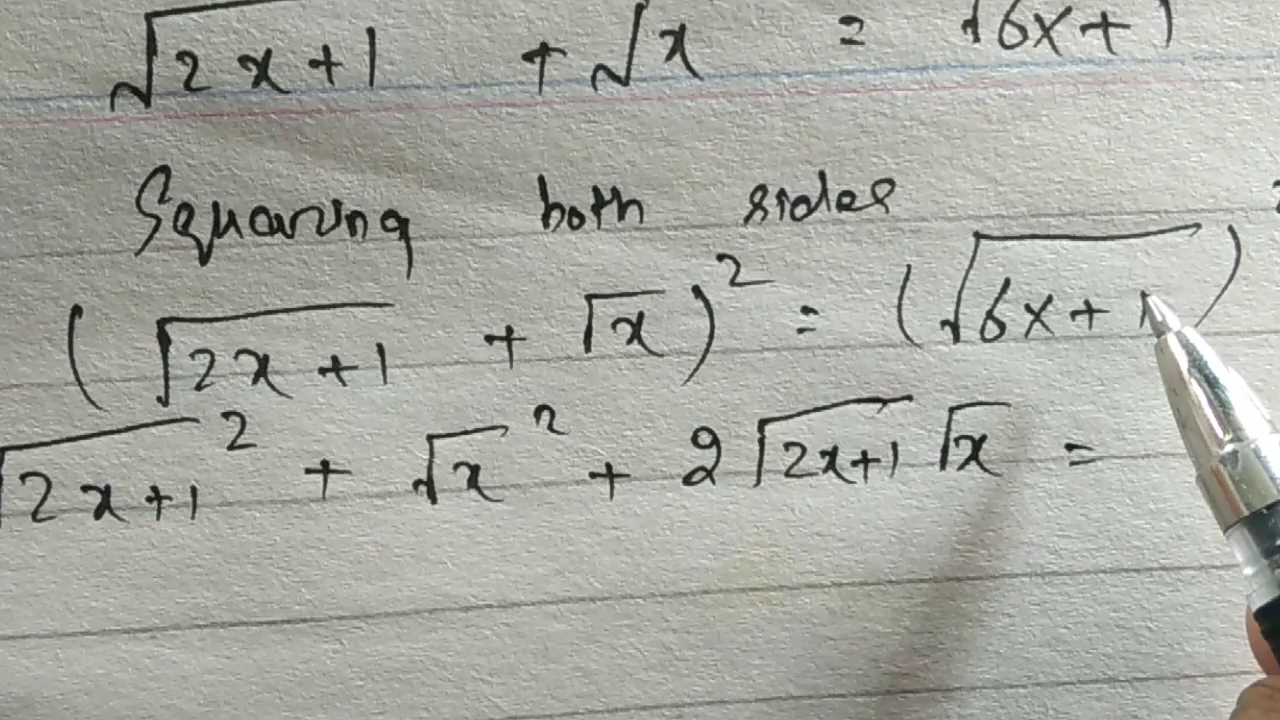 √2x+1 + √x = √6x+1
Squaring both sides
(√2x+1 + √x)² = (√6x+1)
√2x+1² + √x² + 2√2x+1 √x =